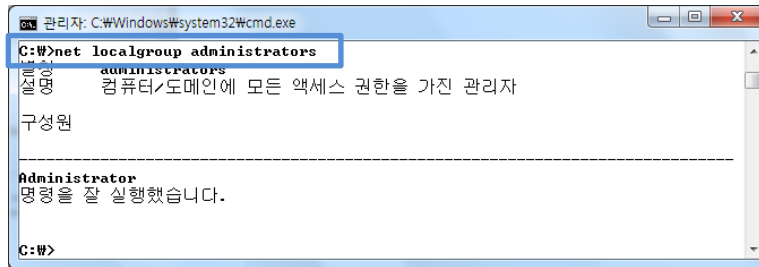 관리자: C:₩Windows₩system32₩cmd.exe
C:₩>net localgroup administrators
별칭 administrators
설명 컴퓨터/도메인에 모든 액세스 권한을 가진 관리자
구성원
-------------------------------------------------------------------------------
Administrator
명령을 잘 실행했습니다.
C:₩>